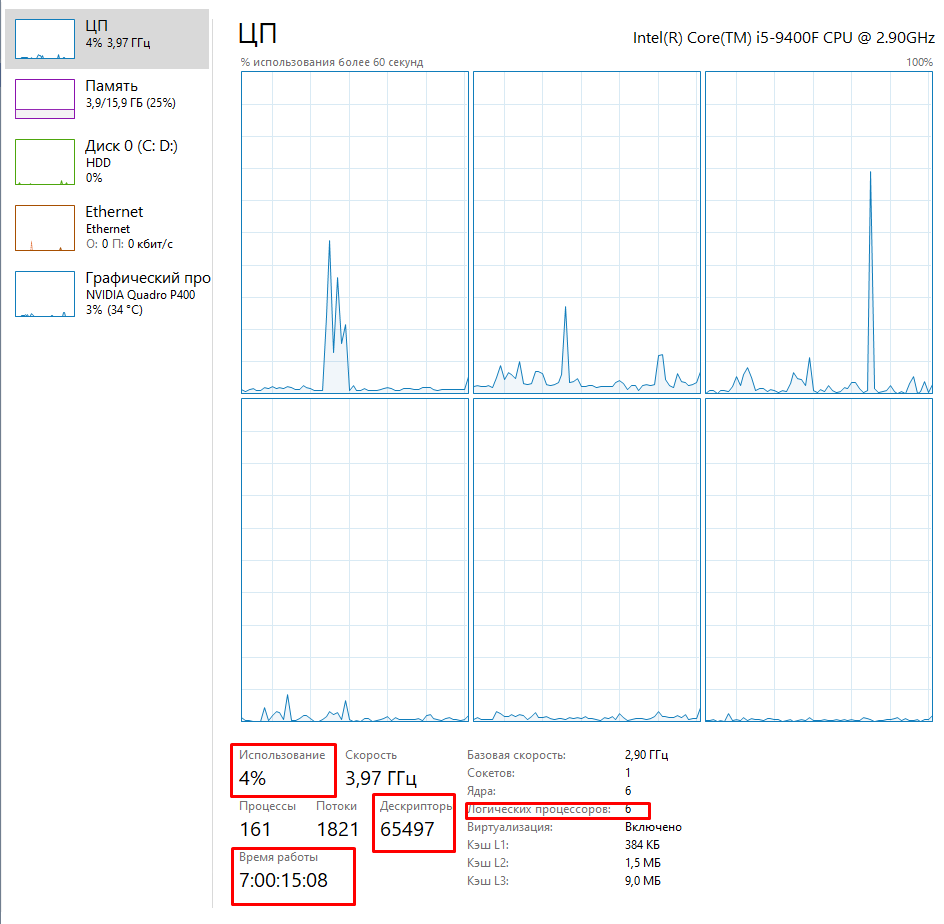 ЦП
4% 3,97 ГГц
Память
3,9/15,9 ГБ (25%)
Диск 0 (C: D:)
HDD
0%
Ethernet
Ethernet
О: 0 П: 0 кбит/с
Графический про
NVIDIA Quadro P400
3% (34 °C)
ЦП
Intel(R) Core(TM) i5-9400F CPU @ 2.90GHz
% использования более 60 секунд
100%
Использование
4%
Скорость
3,97 ГГц
Процессы
161
Потоки
1821
Дескрипторы
65497
Время работы
7:00:15:08
Базовая скорость: 2,90 ГГц
Сокетов: 1
Ядра: 6
Логических процессоров: 6
Виртуализация: Включено
Кэш L1: 384 КБ
Кэш L2: 1,5 МБ
Кэш L3: 9,0 МБ